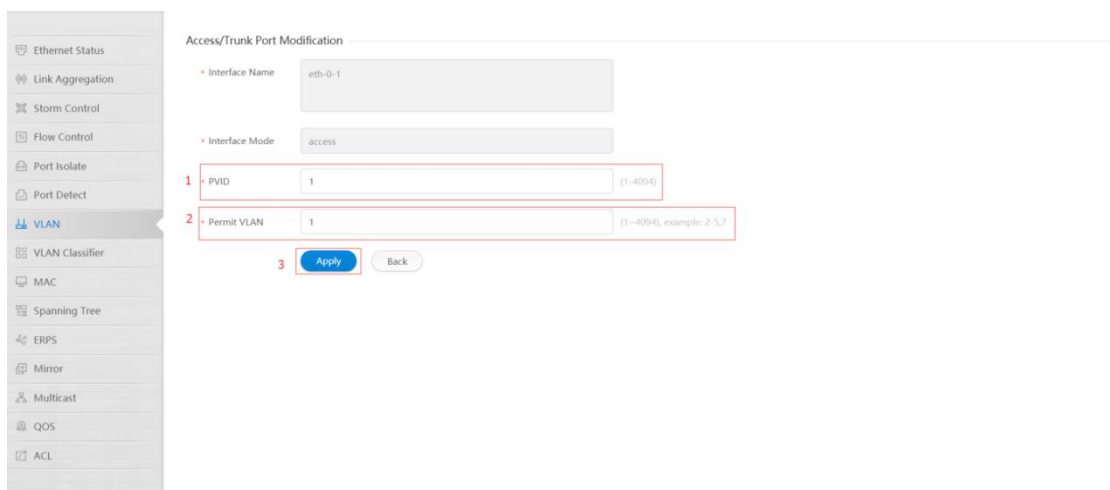 Ethernet Status
Link Aggregation
Storm Control
Flow Control
Port Isolate
Port Detect
VLAN
VLAN Classifier
MAC
Spanning Tree
ERPS
Mirror
Multicast
QOS
ACL
Access/Trunk Port Modification
* Interface Name eth-0-1
* Interface Mode access
1 * PVID 1 (1-4094)
2 * Permit VLAN 1 (1~4094), example: 2-5,7
3 Apply Back